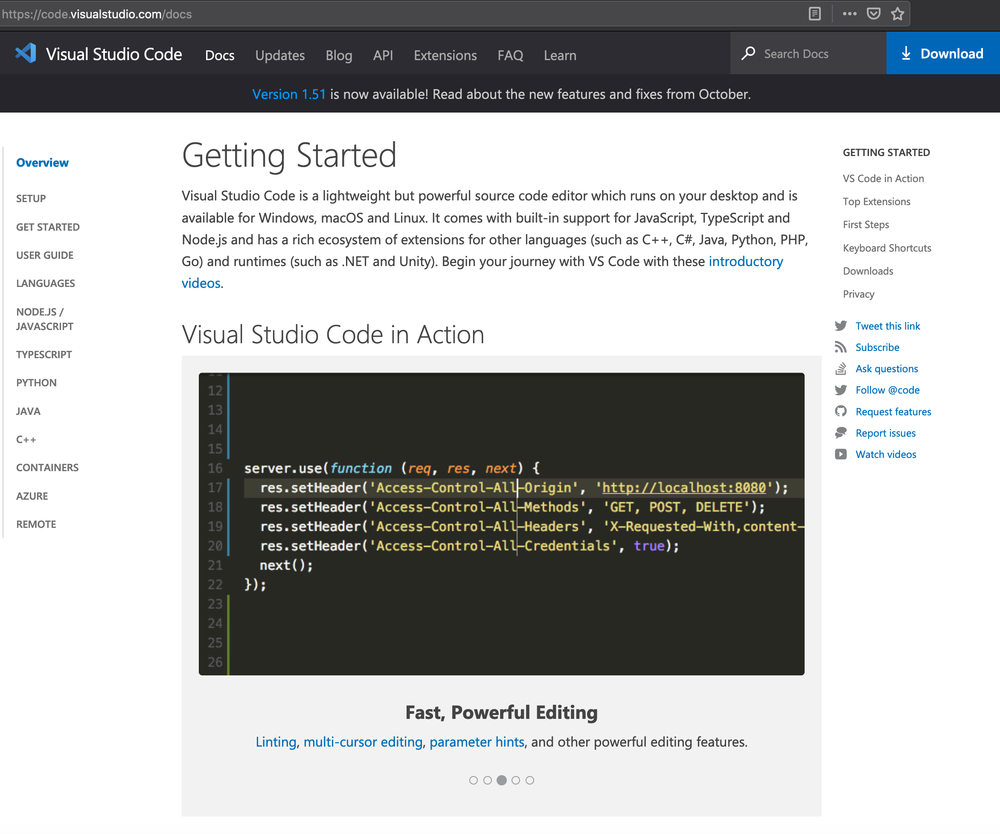 https://code.visualstudio.com/docs
Visual Studio Code Docs Updates Blog API Extensions FAQ Learn Search Docs Download
Version 1.51 is now available! Read about the new features and fixes from October.
Overview
SETUP
GET STARTED
USER GUIDE
LANGUAGES
NODE.JS /
JAVASCRIPT
TYPESCRIPT
PYTHON
JAVA
C++
CONTAINERS
AZURE
REMOTE
Getting Started
Visual Studio Code is a lightweight but powerful source code editor which runs on your desktop and is
available for Windows, macOS and Linux. It comes with built-in support for JavaScript, TypeScript and
Node.js and has a rich ecosystem of extensions for other languages (such as C++, C#, Java, Python, PHP,
Go) and runtimes (such as .NET and Unity). Begin your journey with VS Code with these introductory
videos.
Visual Studio Code in Action
11
12
13
14
15
16 server.use(function (req, res, next) {
17 res.setHeader('Access-Control-All-Origin', 'http://localhost:8080');
18 res.setHeader('Access-Control-All-Methods', 'GET, POST, DELETE');
19 res.setHeader('Access-Control-All-Headers', 'X-Requested-With,content-
20 res.setHeader('Access-Control-All-Credentials', true);
21 next();
22 });
23
24
25
26
Fast, Powerful Editing
Linting, multi-cursor editing, parameter hints, and other powerful editing features.
GETTING STARTED
VS Code in Action
Top Extensions
First Steps
Keyboard Shortcuts
Downloads
Privacy
Tweet this link
Subscribe
Ask questions
Follow @code
Request features
Report issues
Watch videos